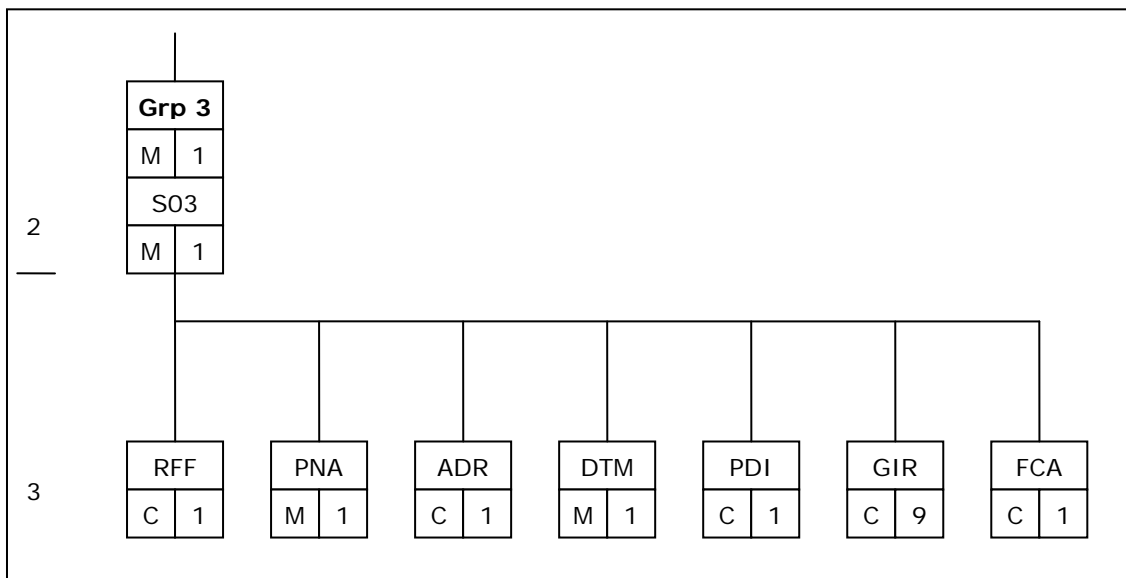 Grp 3
M 1
S03
2
M 1
RFF PNA ADR DTM PDI GIR FCA
3
C 1 M 1 C 1 M 1 C 1 C 9 C 1